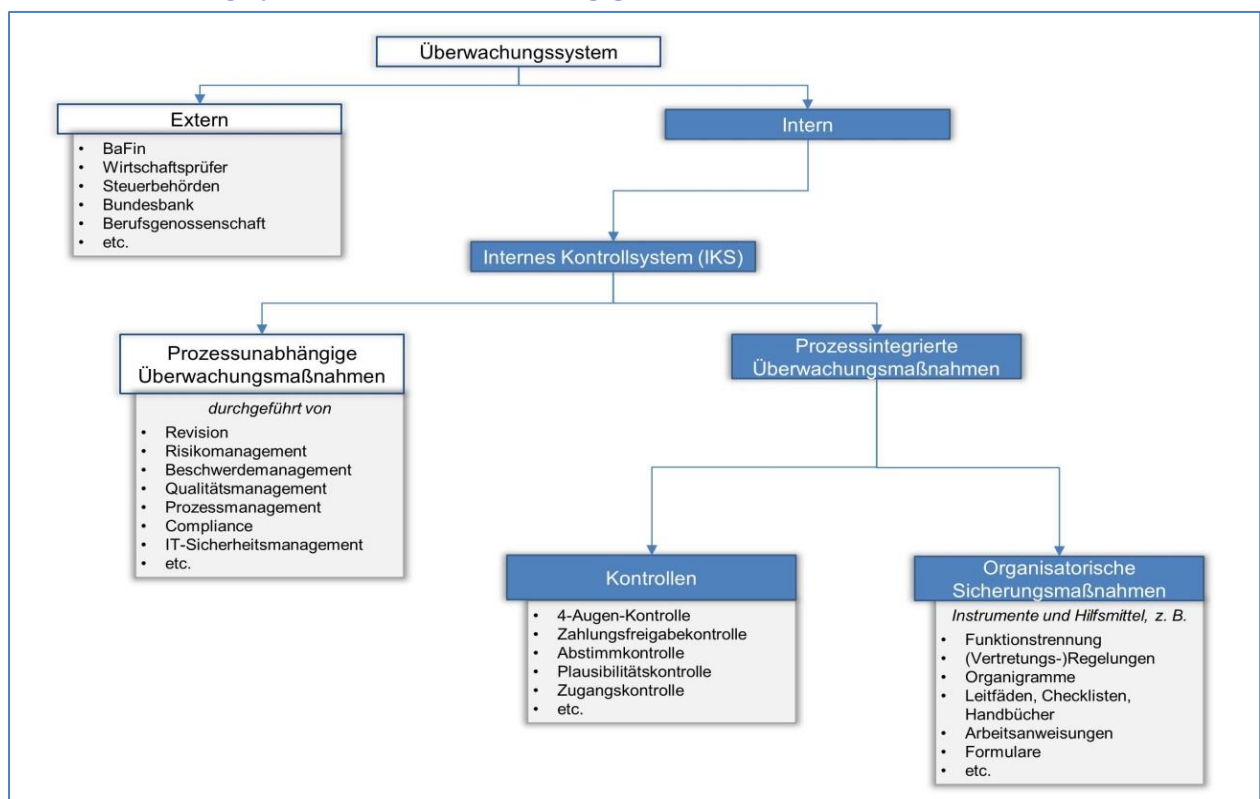 Überwachungssystem
Extern
• BaFin
• Wirtschaftsprüfer
• Steuerbehörden
• Bundesbank
• Berufsgenossenschaft
• etc.
Intern
Internes Kontrollsystem (IKS)
Prozessunabhängige
Überwachungsmaßnahmen
durchgeführt von
• Revision
• Risikomanagement
• Beschwerdemanagement
• Qualitätsmanagement
• Prozessmanagement
• Compliance
• IT-Sicherheitsmanagement
• etc.
Prozessintegrierte
Überwachungsmaßnahmen
Kontrollen
• 4-Augen-Kontrolle
• Zahlungsfreigabekontrolle
• Abstimmkontrolle
• Plausibilitätskontrolle
• Zugangskontrolle
• etc.
Organisatorische
Sicherungsmaßnahmen
Instrumente und Hilfsmittel, z. B.
• Funktionstrennung
• (Vertretungs-)Regelungen
• Organigramme
• Leitfäden, Checklisten,
Handbücher
• Arbeitsanweisungen
• Formulare
• etc.